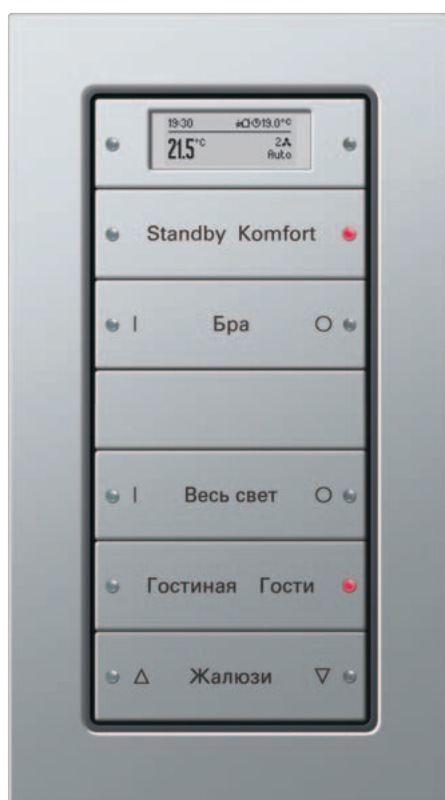 19:30 19.0°C
21.5°C 2
Auto
Standby Komfort
I Бра O
I Весь свет O
Гостиная Гости
△ Жалюзи ▽